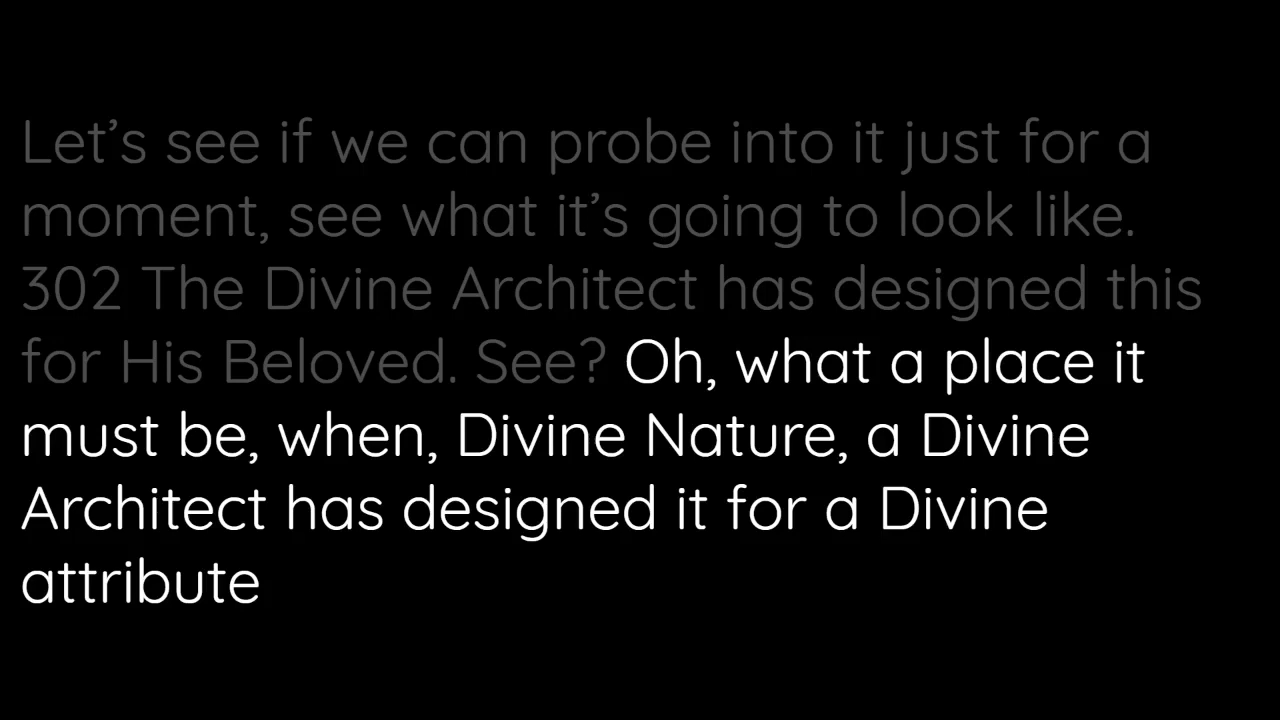 Let’s see if we can probe into it just for a
moment, see what it’s going to look like.
302 The Divine Architect has designed this
for His Beloved. See? Oh, what a place it
must be, when, Divine Nature, a Divine
Architect has designed it for a Divine
attribute